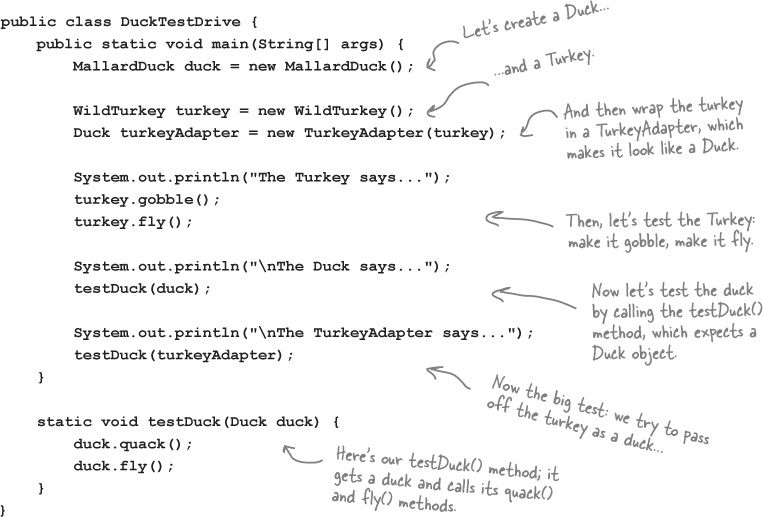 public class DuckTestDrive {
public static void main(String[] args) {
MallardDuck duck = new MallardDuck();
Let's create a Duck...
...and a Turkey.
WildTurkey turkey = new WildTurkey();
Duck turkeyAdapter = new TurkeyAdapter(turkey);
And then wrap the turkey
in a TurkeyAdapter, which
makes it look like a Duck.
System.out.println("The Turkey says...");
turkey.gobble();
turkey.fly();
Then, let's test the Turkey:
make it gobble, make it fly.
System.out.println("\nThe Duck says...");
testDuck(duck);
Now let's test the duck
by calling the testDuck()
method, which expects a
Duck object.
System.out.println("\nThe TurkeyAdapter says...");
testDuck(turkeyAdapter);
Now the big test: we try to pass
off the turkey as a duck...
}
static void testDuck(Duck duck) {
duck.quack();
duck.fly();
Here's our testDuck() method; it
gets a duck and calls its quack()
and fly() methods.
}
}